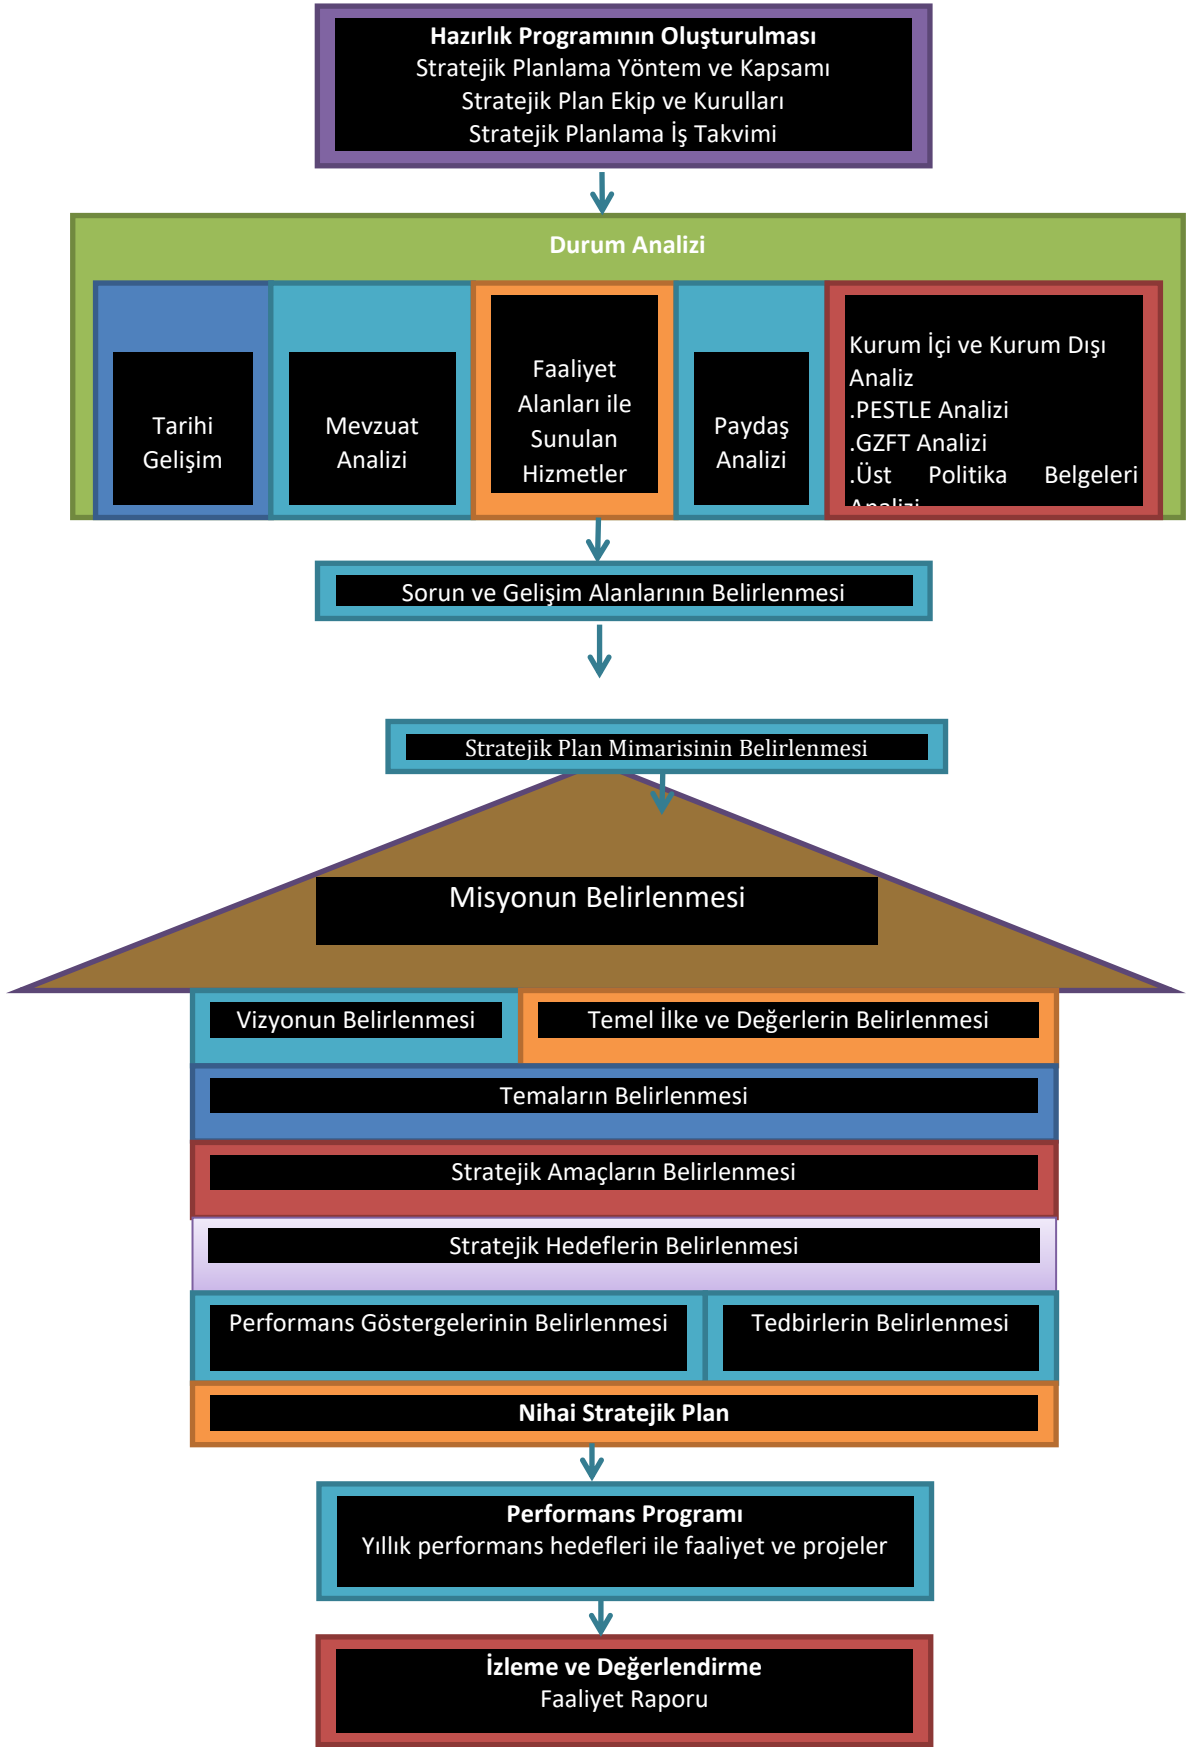 Hazırlık Programının Oluşturulması
Stratejik Planlama Yöntem ve Kapsamı
Stratejik Plan Ekip ve Kurulları
Stratejik Planlama İş Takvimi
Durum Analizi
Tarihi
Gelişim
Mevzuat
Analizi
Faaliyet
Alanları ile
Sunulan
Hizmetler
Paydaş
Analizi
Kurum İçi ve Kurum Dışı
Analiz
.PESTLE Analizi
.GZFT Analizi
.Üst Politika Belgeleri
Analizi
Sorun ve Gelişim Alanlarının Belirlenmesi
Stratejik Plan Mimarisinin Belirlenmesi
Misyonun Belirlenmesi
Vizyonun Belirlenmesi
Temel İlke ve Değerlerin Belirlenmesi
Temaların Belirlenmesi
Stratejik Amaçların Belirlenmesi
Stratejik Hedeflerin Belirlenmesi
Performans Göstergelerinin Belirlenmesi
Tedbirlerin Belirlenmesi
Nihai Stratejik Plan
Performans Programı
Yıllık performans hedefleri ile faaliyet ve projeler
İzleme ve Değerlendirme
Faaliyet Raporu